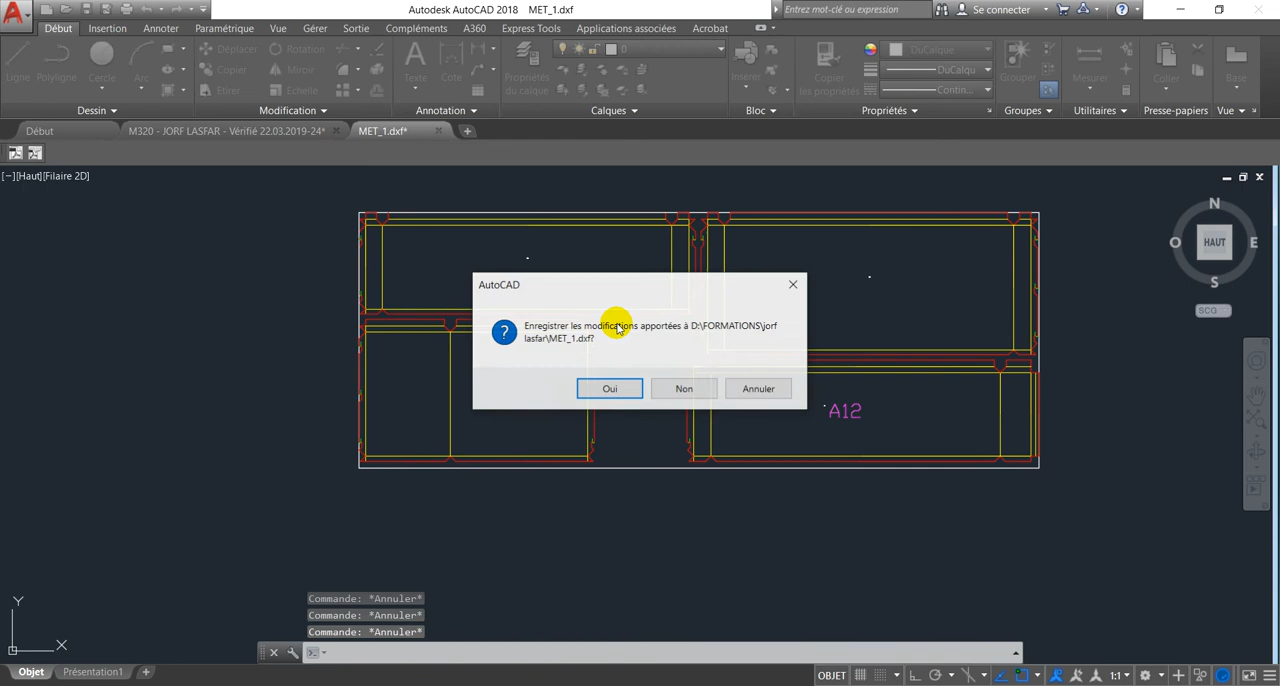 Autodesk AutoCAD 2018 MET_1.dxf
Entrez mot-clé ou expression
Se connecter
Début Insertion Annoter Paramétrique Vue Gérer Sortie Compléments A360 Express Tools Applications associées Acrobat
Ligne Polyligne Cercle Arc
Déplacer Rotation
Copier Miroir
Etirer Echelle
Texte Cote
Propriétés du calque
0
Insérer
Copier les propriétés
DuCalque
DuCalqu
Contin...
Grouper
Mesurer
Coller
Base
Dessin Modification Annotation Calques Bloc Propriétés Groupes Utilitaires Presse-papiers Vue
Début M320 - JORF LASFAR - Vérifié 22.03.2019-24* MET_1.dxf*
[−][Haut][Filaire 2D]
N
O HAUT E
S
SCG
AutoCAD
Enregistrer les modifications apportées à D:\FORMATIONS\jorf
lasfar\MET_1.dxf?
Oui Non Annuler
A12
Commande: *Annuler*
Commande: *Annuler*
Commande: *Annuler*
Y
X
Objet Présentation1
OBJET 1:1